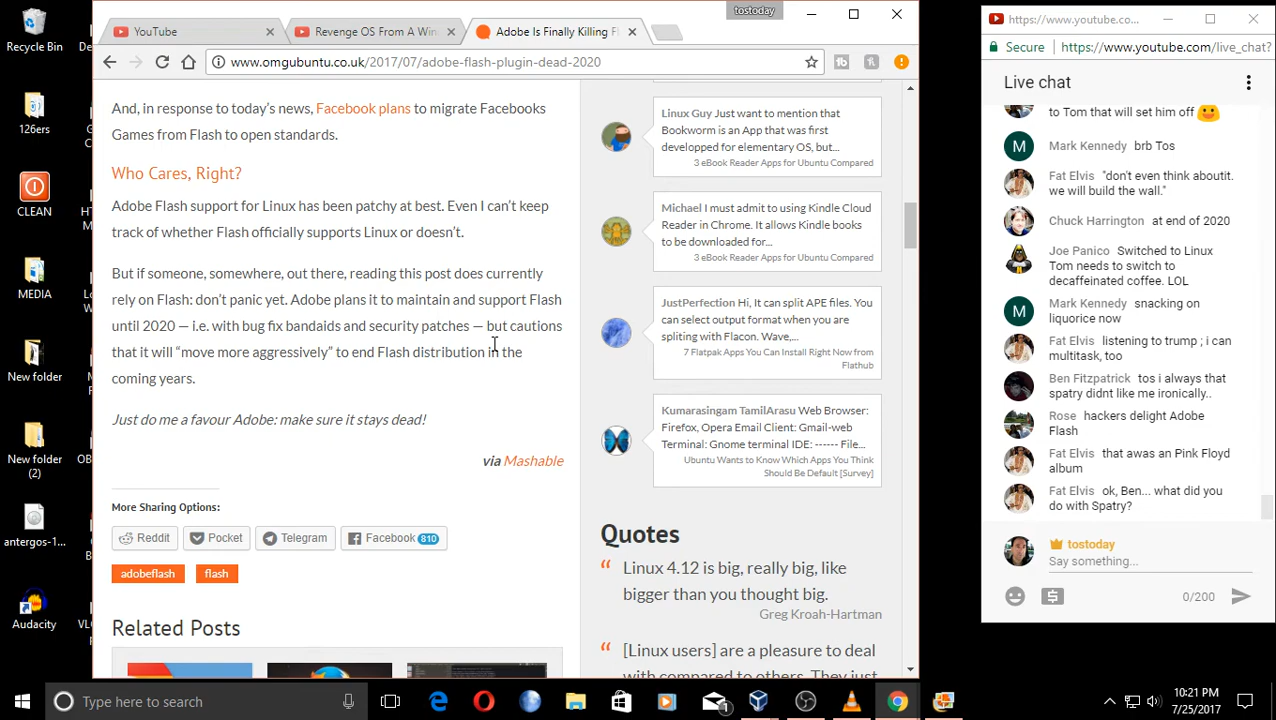 Recycle Bin
126ers
CLEAN
MEDIA
New folder
New folder
(2)
antergos-1...
Audacity
tostoday
YouTube
Revenge OS From A Win
Adobe Is Finally Killing F
www.omgubuntu.co.uk/2017/07/adobe-flash-plugin-dead-2020
And, in response to today's news, Facebook plans to migrate Facebooks
Games from Flash to open standards.
Who Cares, Right?
Adobe Flash support for Linux has been patchy at best. Even I can't keep
track of whether Flash officially supports Linux or doesn't.
But if someone, somewhere, out there, reading this post does currently
rely on Flash: don't panic yet. Adobe plans it to maintain and support Flash
until 2020 — i.e. with bug fix bandaids and security patches — but cautions
that it will “move more aggressively” to end Flash distribution in the
coming years.
Just do me a favour Adobe: make sure it stays dead!
via Mashable
More Sharing Options:
Reddit
Pocket
Telegram
Facebook 810
adobeflash
flash
Related Posts
Linux Guy Just want to mention that
Bookworm is an App that was first
developped for elementary OS, but...
3 eBook Reader Apps for Ubuntu Compared
Michael I must admit to using Kindle Cloud
Reader in Chrome. It allows Kindle books
to be downloaded for...
3 eBook Reader Apps for Ubuntu Compared
JustPerfection Hi, It can split APE files. You
can select output format when you are
spliting with Flacon. Wave,...
7 Flatpak Apps You Can Install Right Now from
Flathub
Kumarasingam TamilArasu Web Browser:
Firefox, Opera Email Client: Gmail-web
Terminal: Gnome terminal IDE: ------ File...
Ubuntu Wants to Know Which Apps You Think
Should Be Default [Survey]
Quotes
“ Linux 4.12 is big, really big, like
bigger than you thought big.
Greg Kroah-Hartman
“ [Linux users] are a pleasure to deal
with compared to others. They just
https://www.youtube.co...
Secure
https://www.youtube.com/live_chat?
Live chat
to Tom that will set him off
M
Mark Kennedy brb Tos
Fat Elvis "don't even think aboutit.
we will build the wall."
Chuck Harrington at end of 2020
Joe Panico Switched to Linux
Tom needs to switch to
decaffeinated coffee. LOL
M
Mark Kennedy snacking on
liquorice now
Fat Elvis listening to trump ; i can
multitask, too
Ben Fitzpatrick tos i always that
spatry didnt like me ironically..
Rose hackers delight Adobe
Flash
Fat Elvis that awas an Pink Floyd
album
Fat Elvis ok, Ben... what did you
do with Spatry?
tostoday
Say something...
0/200
Type here to search
1
10:21 PM
7/25/2017